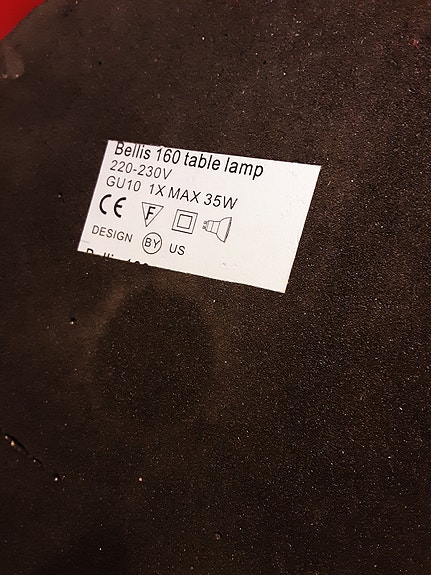 Bellis 160 table lamp
220-230V
GU10 1X MAX 35W
CE F
DESIGN BY US